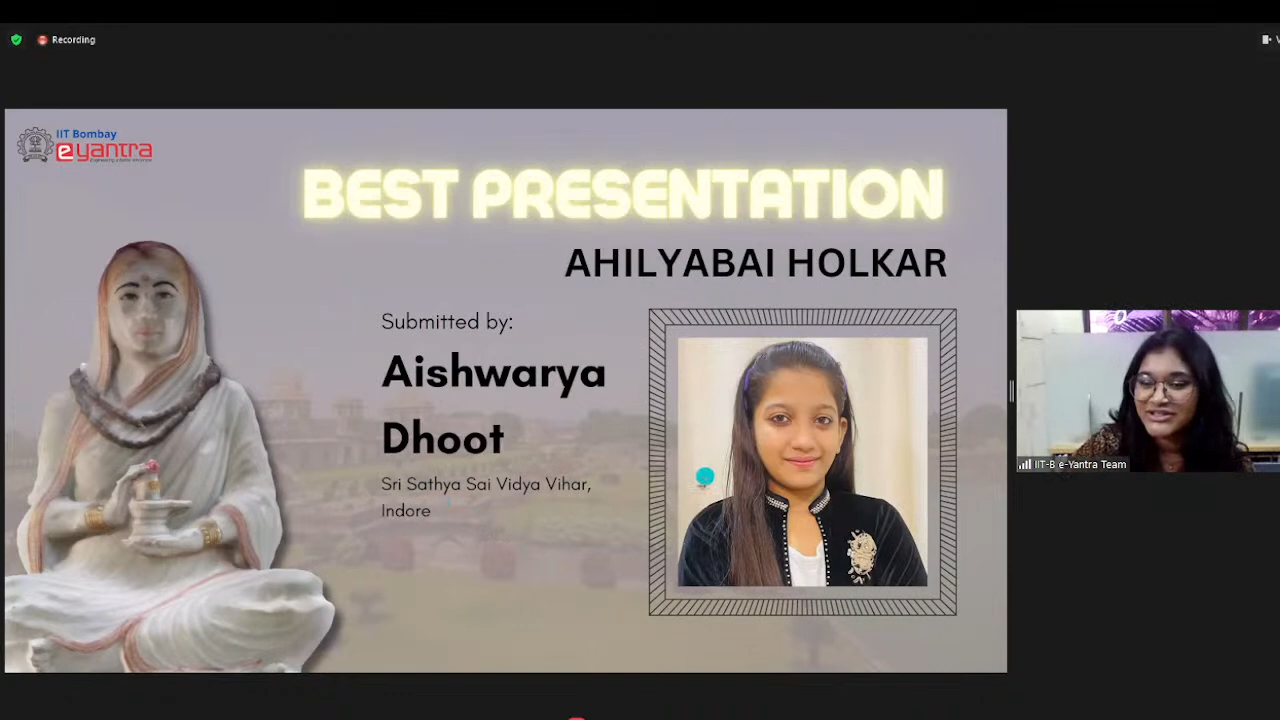 Recording
IIT Bombay
eyantra
BEST PRESENTATION
AHILYABAI HOLKAR
Submitted by:
Aishwarya
Dhoot
Sri Sathya Sai Vidya Vihar,
Indore
IIT-B e-Yantra Team